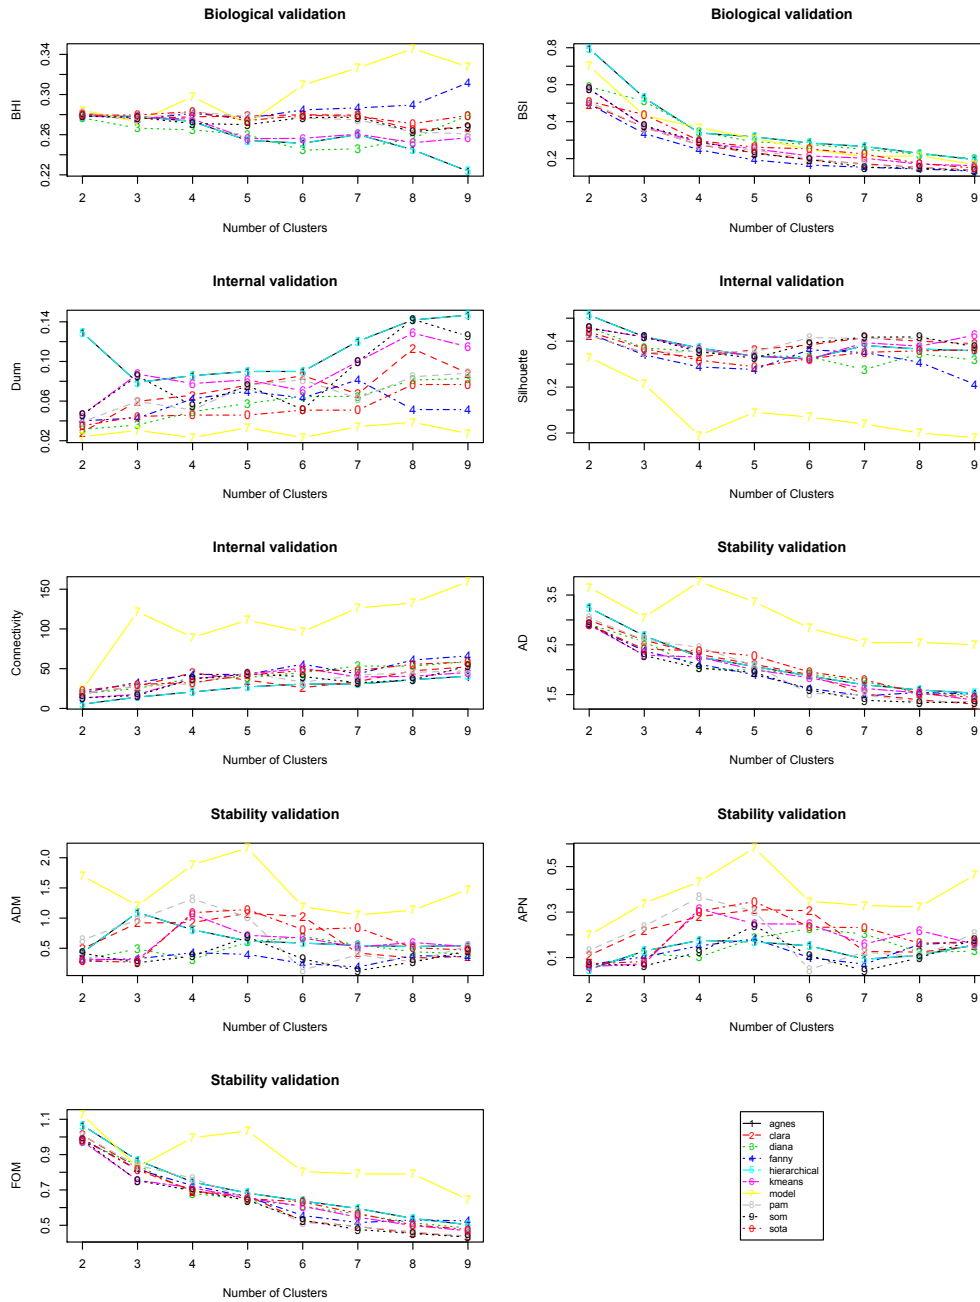 Biological validation
BHI
0.22 0.26 0.30 0.34
2 3 4 5 6 7 8 9
Number of Clusters
Biological validation
BSI
0.2 0.4 0.6 0.8
2 3 4 5 6 7 8 9
Number of Clusters
Internal validation
Dunn
0.02 0.06 0.10 0.14
2 3 4 5 6 7 8 9
Number of Clusters
Internal validation
Silhouette
0.0 0.2 0.4
2 3 4 5 6 7 8 9
Number of Clusters
Internal validation
Connectivity
0 50 100 150
2 3 4 5 6 7 8 9
Number of Clusters
Stability validation
AD
1.5 2.5 3.5
2 3 4 5 6 7 8 9
Number of Clusters
Stability validation
ADM
0.5 1.0 1.5 2.0
2 3 4 5 6 7 8 9
Number of Clusters
Stability validation
APN
0.1 0.3 0.5
2 3 4 5 6 7 8 9
Number of Clusters
Stability validation
FOM
0.5 0.7 0.9 1.1
2 3 4 5 6 7 8 9
Number of Clusters
1 agnes
2 clara
3 diana
4 fanny
5 hierarchical
6 kmeans
7 model
8 pam
9 som
0 sota